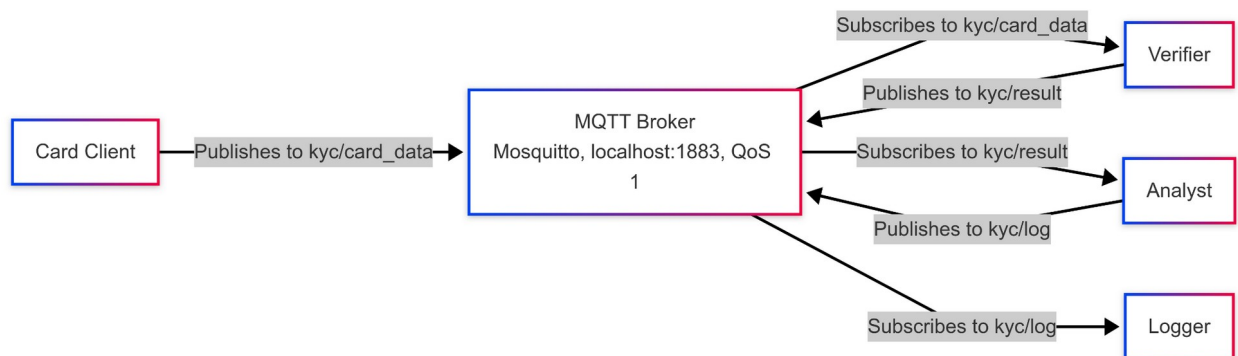 Subscribes to kyc/card_data
Verifier
Publishes to kyc/result
MQTT Broker
Card Client
Publishes to kyc/card_data
Mosquitto, localhost:1883, QoS
1
Subscribes to kyc/result
Analyst
Publishes to kyc/log
Subscribes to kyc/log
Logger